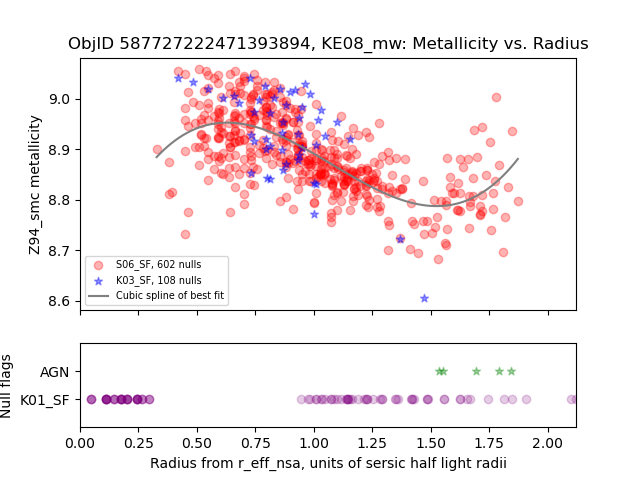 ObjID 587727222471393894, KE08_mw: Metallicity vs. Radius
Z94_smc metallicity
9.0
8.9
8.8
8.7
8.6
S06_SF, 602 nulls
K03_SF, 108 nulls
Cubic spline of best fit
Null flags
AGN
K01_SF
0.00 0.25 0.50 0.75 1.00 1.25 1.50 1.75 2.00
Radius from r_eff_nsa, units of sersic half light radii